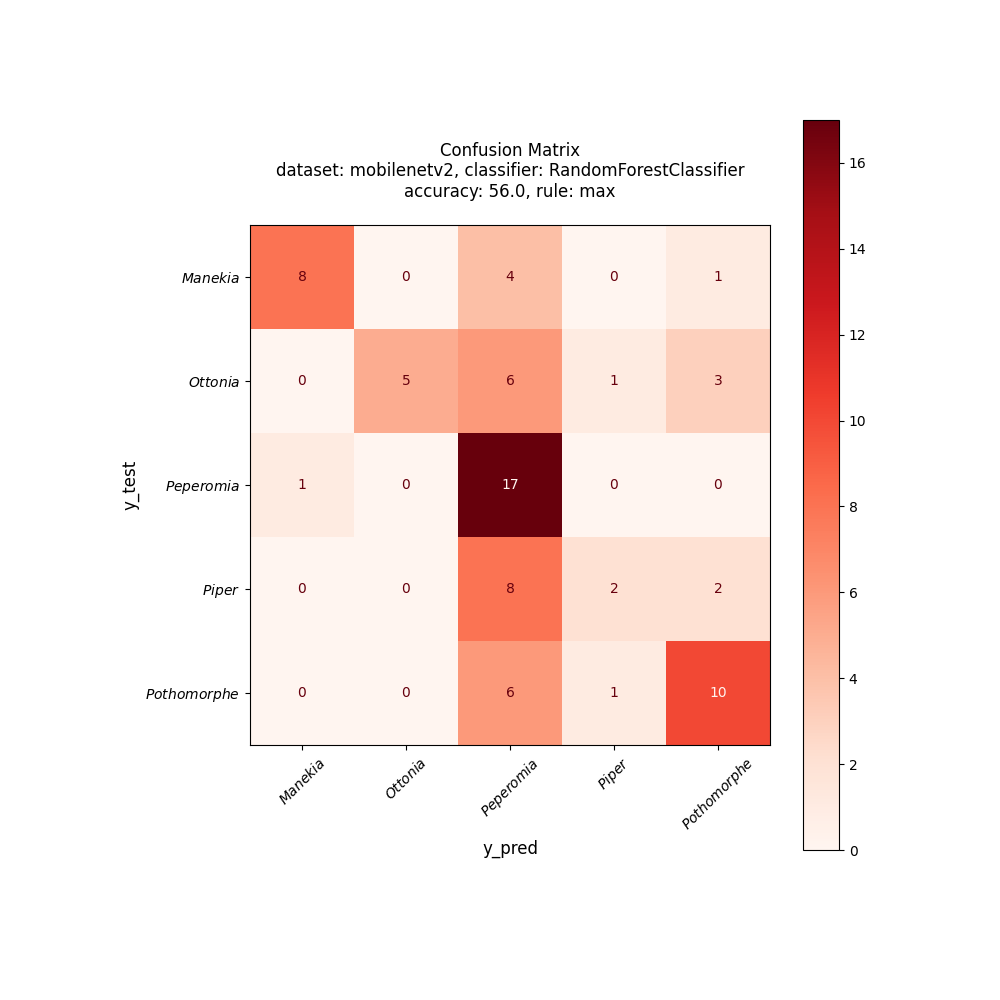 Confusion Matrix
dataset: mobilenetv2, classifier: RandomForestClassifier
accuracy: 56.0, rule: max
y_test
Manekia 8 0 4 0 1
Ottonia 0 5 6 1 3
Peperomia 1 0 17 0 0
Piper 0 0 8 2 2
Pothomorphe 0 0 6 1 10
Manekia Ottonia Peperomia Piper Pothomorphe
y_pred
16
14
12
10
8
6
4
2
0